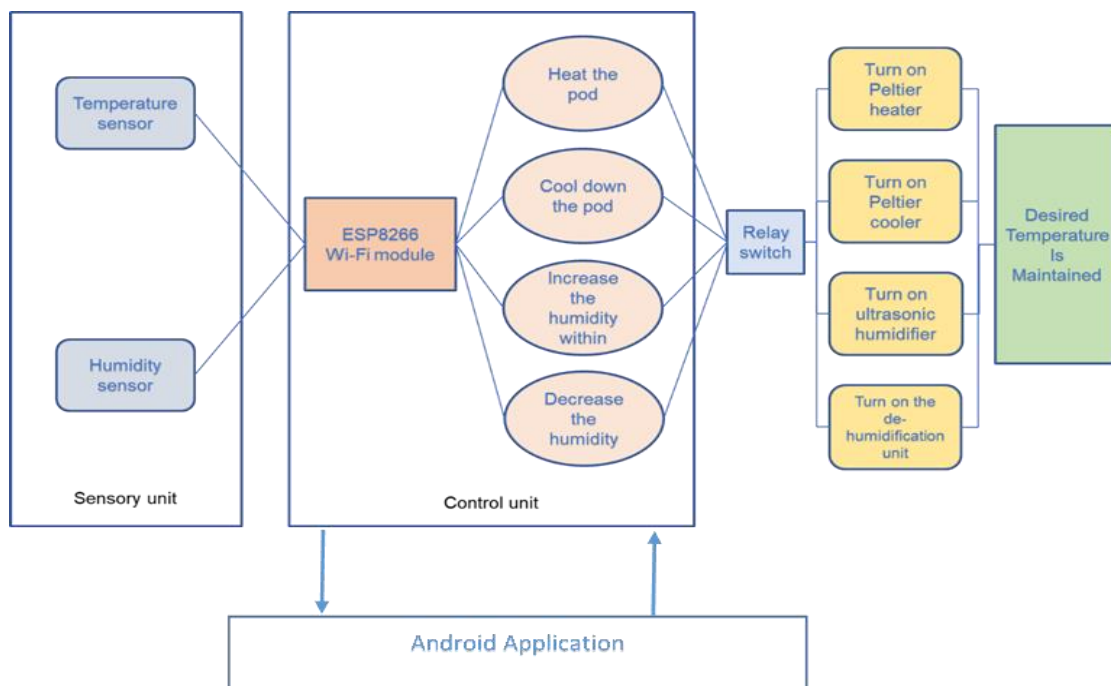 Temperature
sensor
Humidity
sensor
Sensory unit
ESP8266
Wi-Fi module
Heat the
pod
Cool down
the pod
Increase the
humidity
within
Decrease
the
humidity
Control unit
Relay
switch
Turn on
Peltier
heater
Turn on
Peltier
cooler
Turn on
ultrasonic
humidifier
Turn on the
de-
humidification
unit
Desired
Temperature
Is
Maintained
Android Application